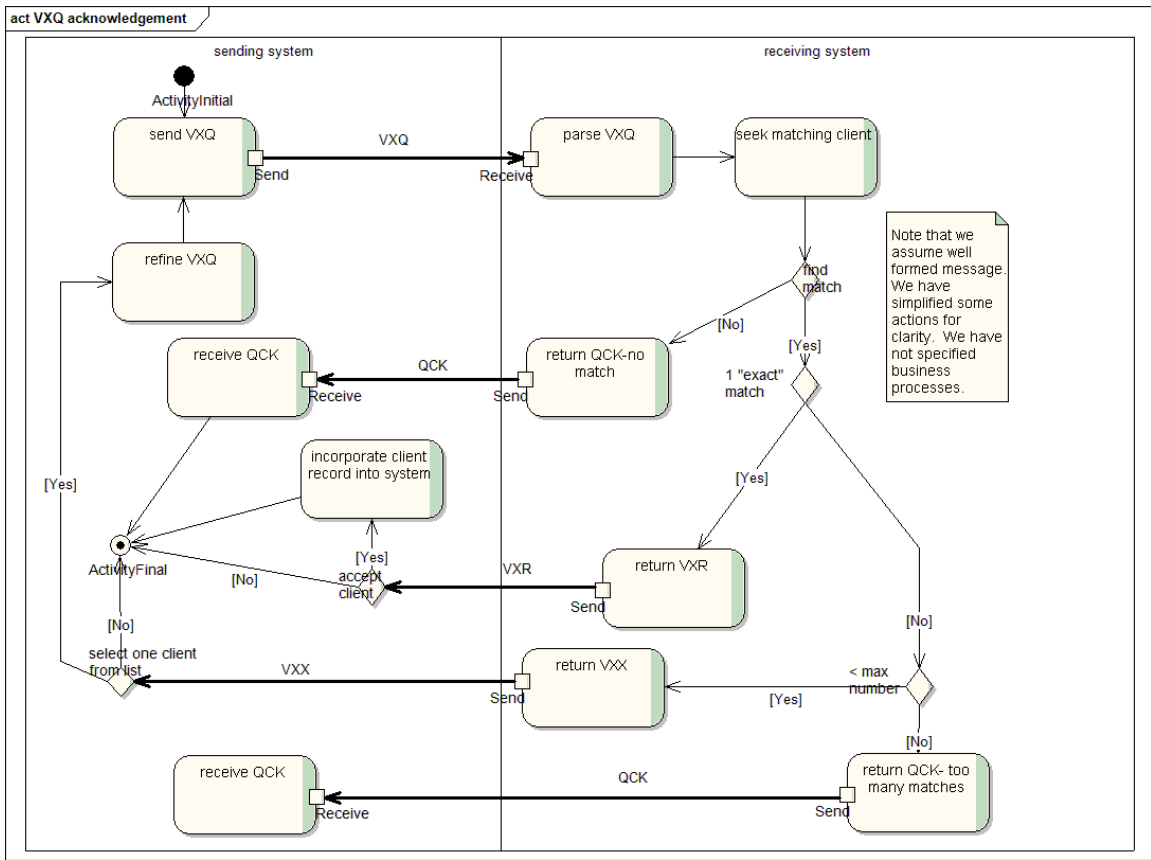 act VXQ acknowledgement
sending system
receiving system
ActivityInitial
send VXQ
VXQ
parse VXQ
seek matching client
Send
Receive
refine VXQ
Note that we
assume well
formed message.
We have
simplified some
actions for
clarity.  We have
not specified
business
processes.
find
match
[No]
[Yes]
receive QCK
QCK
return QCK-no
match
Receive
Send
1 "exact"
match
incorporate client
record into system
[Yes]
[Yes]
ActivityFinal
[Yes]
[No]
accept
client
VXR
return VXR
Send
[No]
[No]
select one client
from list
VXX
return VXX
Send
[Yes]
< max
number
[No]
receive QCK
QCK
return QCK- too
many matches
Receive
Send